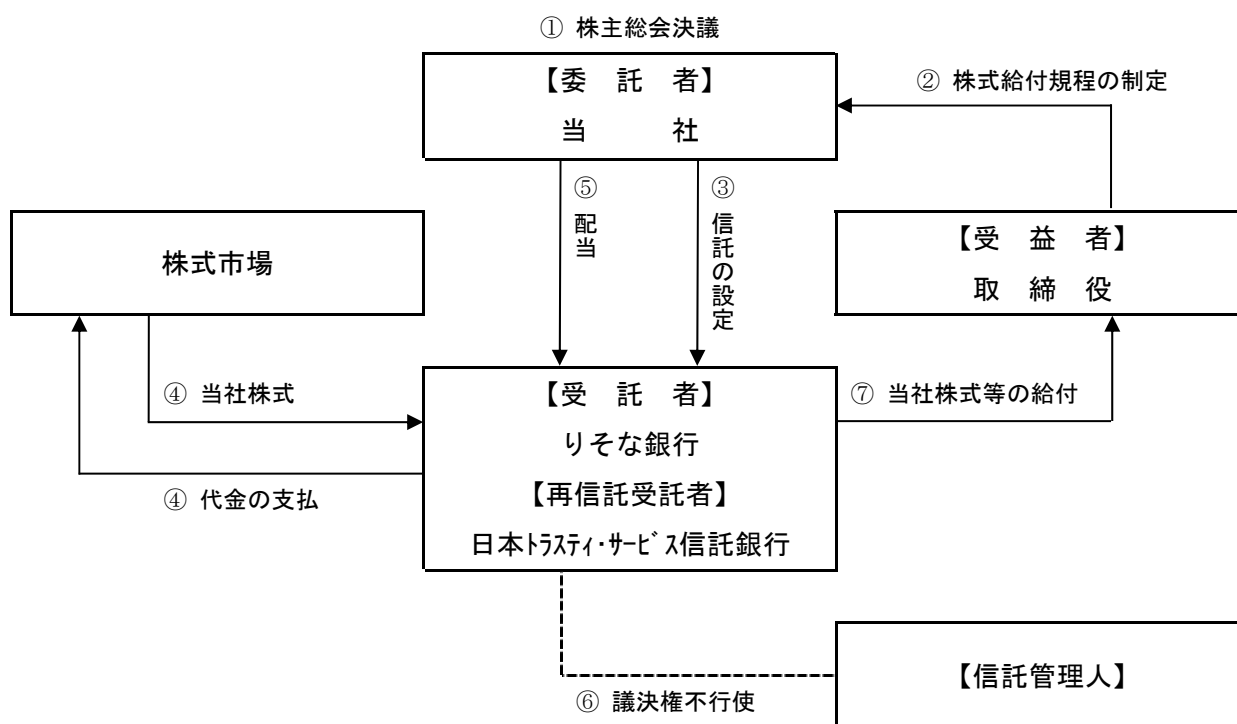 ① 株主総会決議
【委　託　者】
当　　　社
② 株式給付規程の制定
⑤ 配当
③ 信託の設定
株式市場
【受　益　者】
取　締　役
④ 当社株式
④ 代金の支払
【受　託　者】
りそな銀行
【再信託受託者】
日本ﾄﾗｽﾃｨ･ｻｰﾋﾞｽ信託銀行
⑦ 当社株式等の給付
⑥ 議決権不行使
【信託管理人】